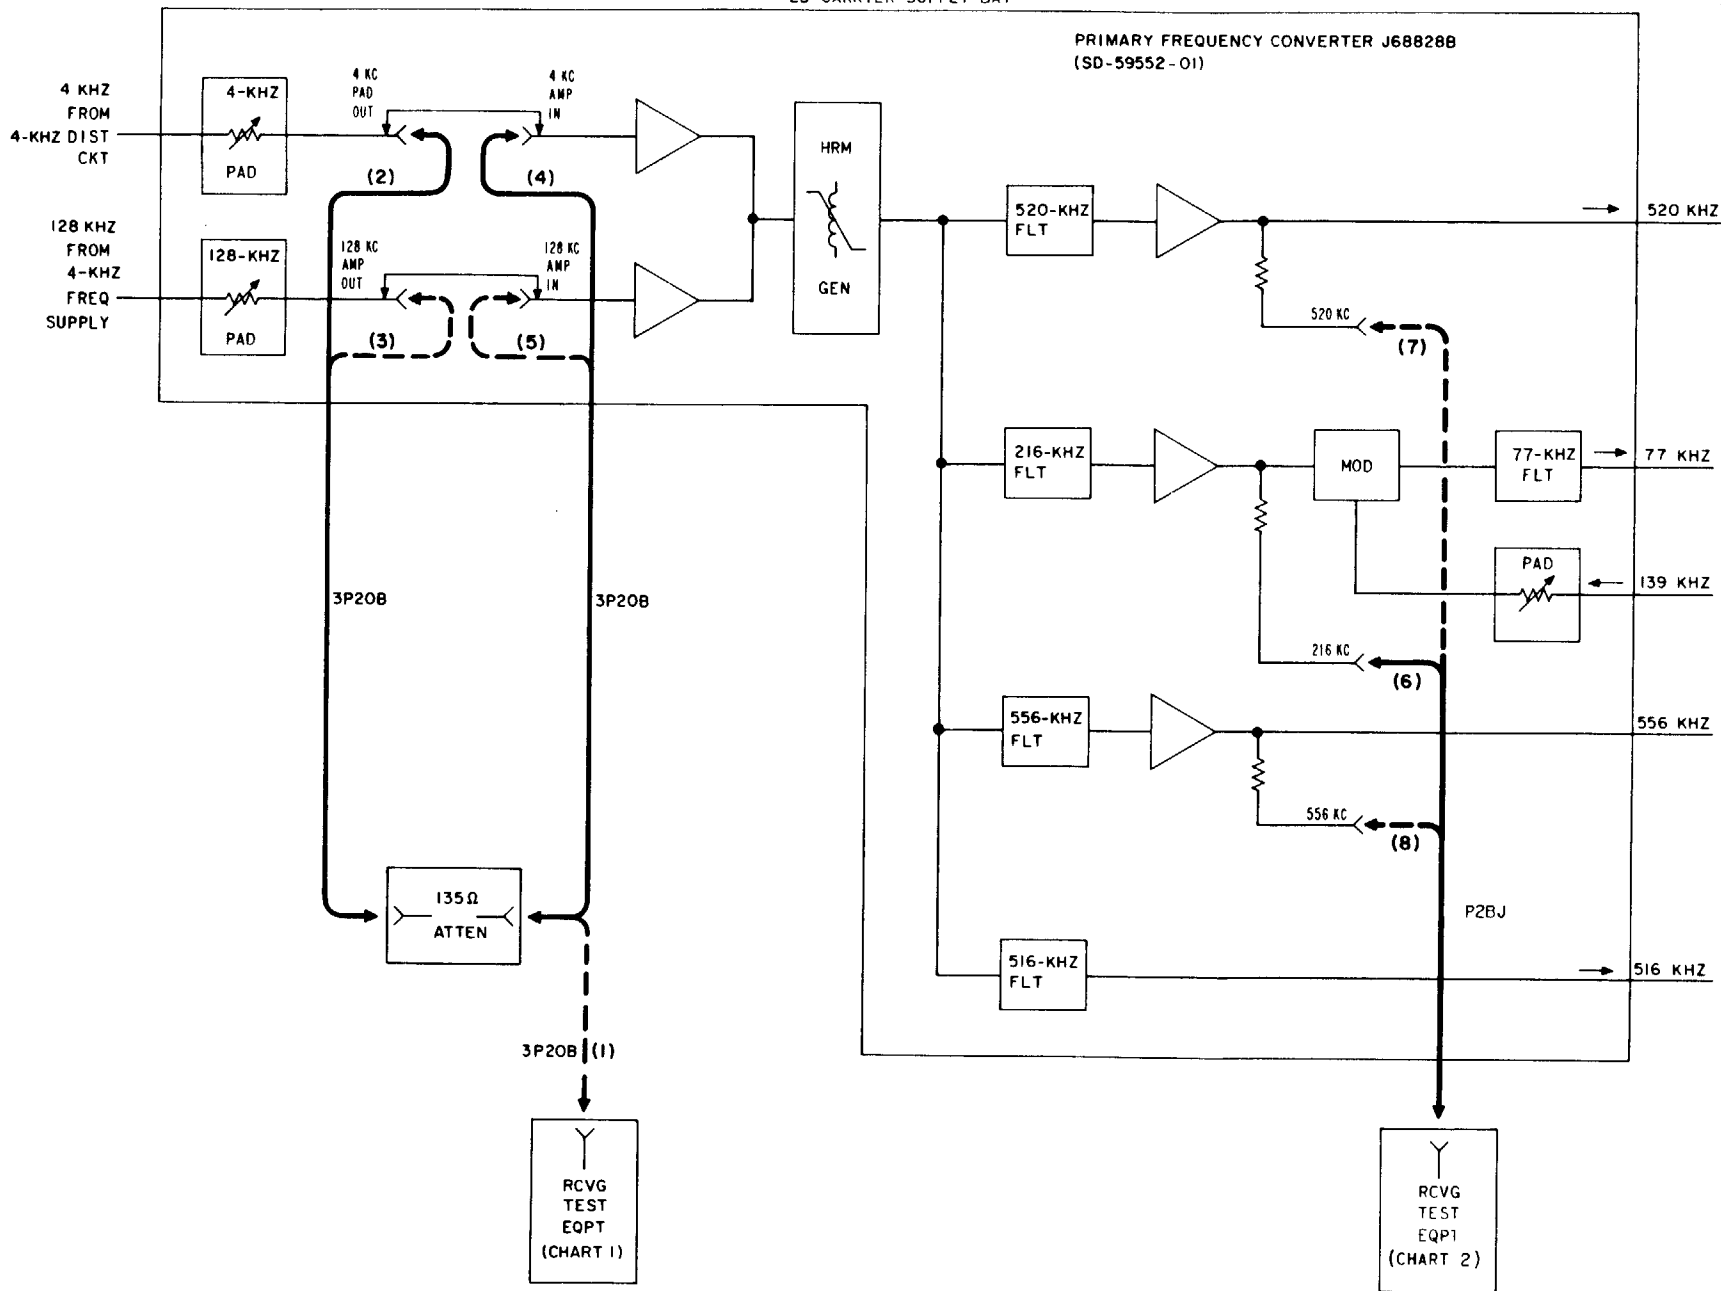 PRIMARY FREQUENCY CONVERTER J68828B
(SD-59552-01)
4 KHZ
FROM
4-KHZ DIST
CKT
4-KHZ
PAD
4 KC
PAD
OUT
4 KC
AMP
IN
(2)
(4)
128 KHZ
FROM
4-KHZ
FREQ
SUPPLY
128-KHZ
PAD
128 KC
AMP
OUT
128 KC
AMP
IN
(3)
(5)
HRM
GEN
520-KHZ
FLT
520 KHZ
520 KC
(7)
216-KHZ
FLT
MOD
77-KHZ
FLT
77 KHZ
PAD
139 KHZ
216 KC
(6)
3P20B
3P20B
556-KHZ
FLT
556 KHZ
556 KC
(8)
135Ω
ATTEN
P2BJ
516-KHZ
FLT
516 KHZ
3P20B (1)
RCVG
TEST
EQPT
(CHART 1)
RCVG
TEST
EQPT
(CHART 2)